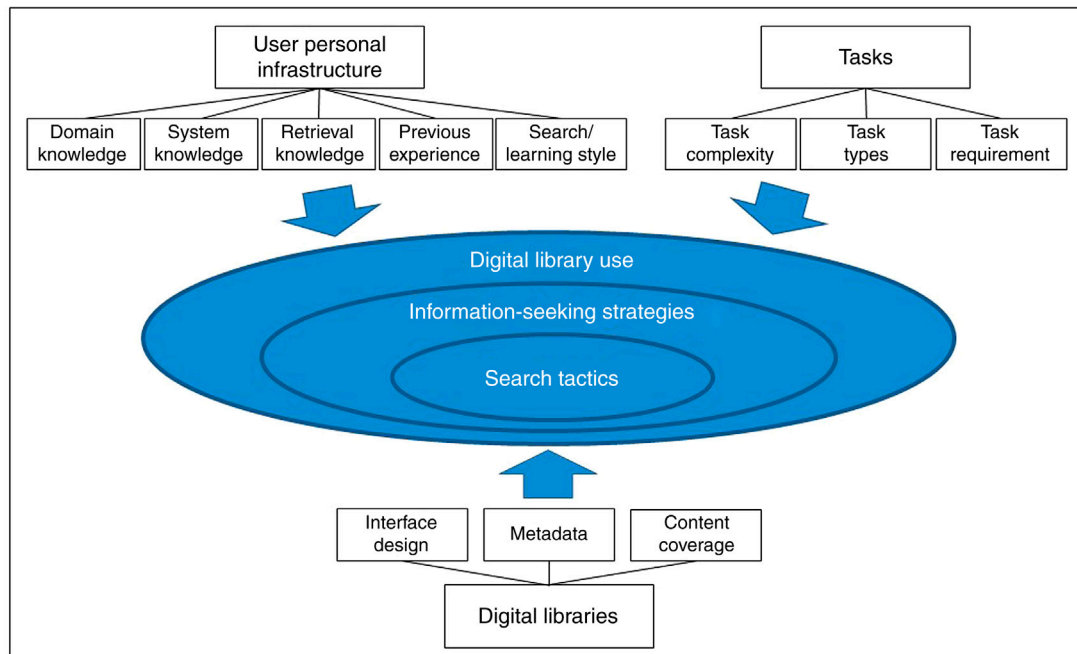 User personal
infrastructure
Tasks
Domain
knowledge
System
knowledge
Retrieval
knowledge
Previous
experience
Search/
learning style
Task
complexity
Task
types
Task
requirement
Digital library use
Information-seeking strategies
Search tactics
Interface
design
Metadata
Content
coverage
Digital libraries